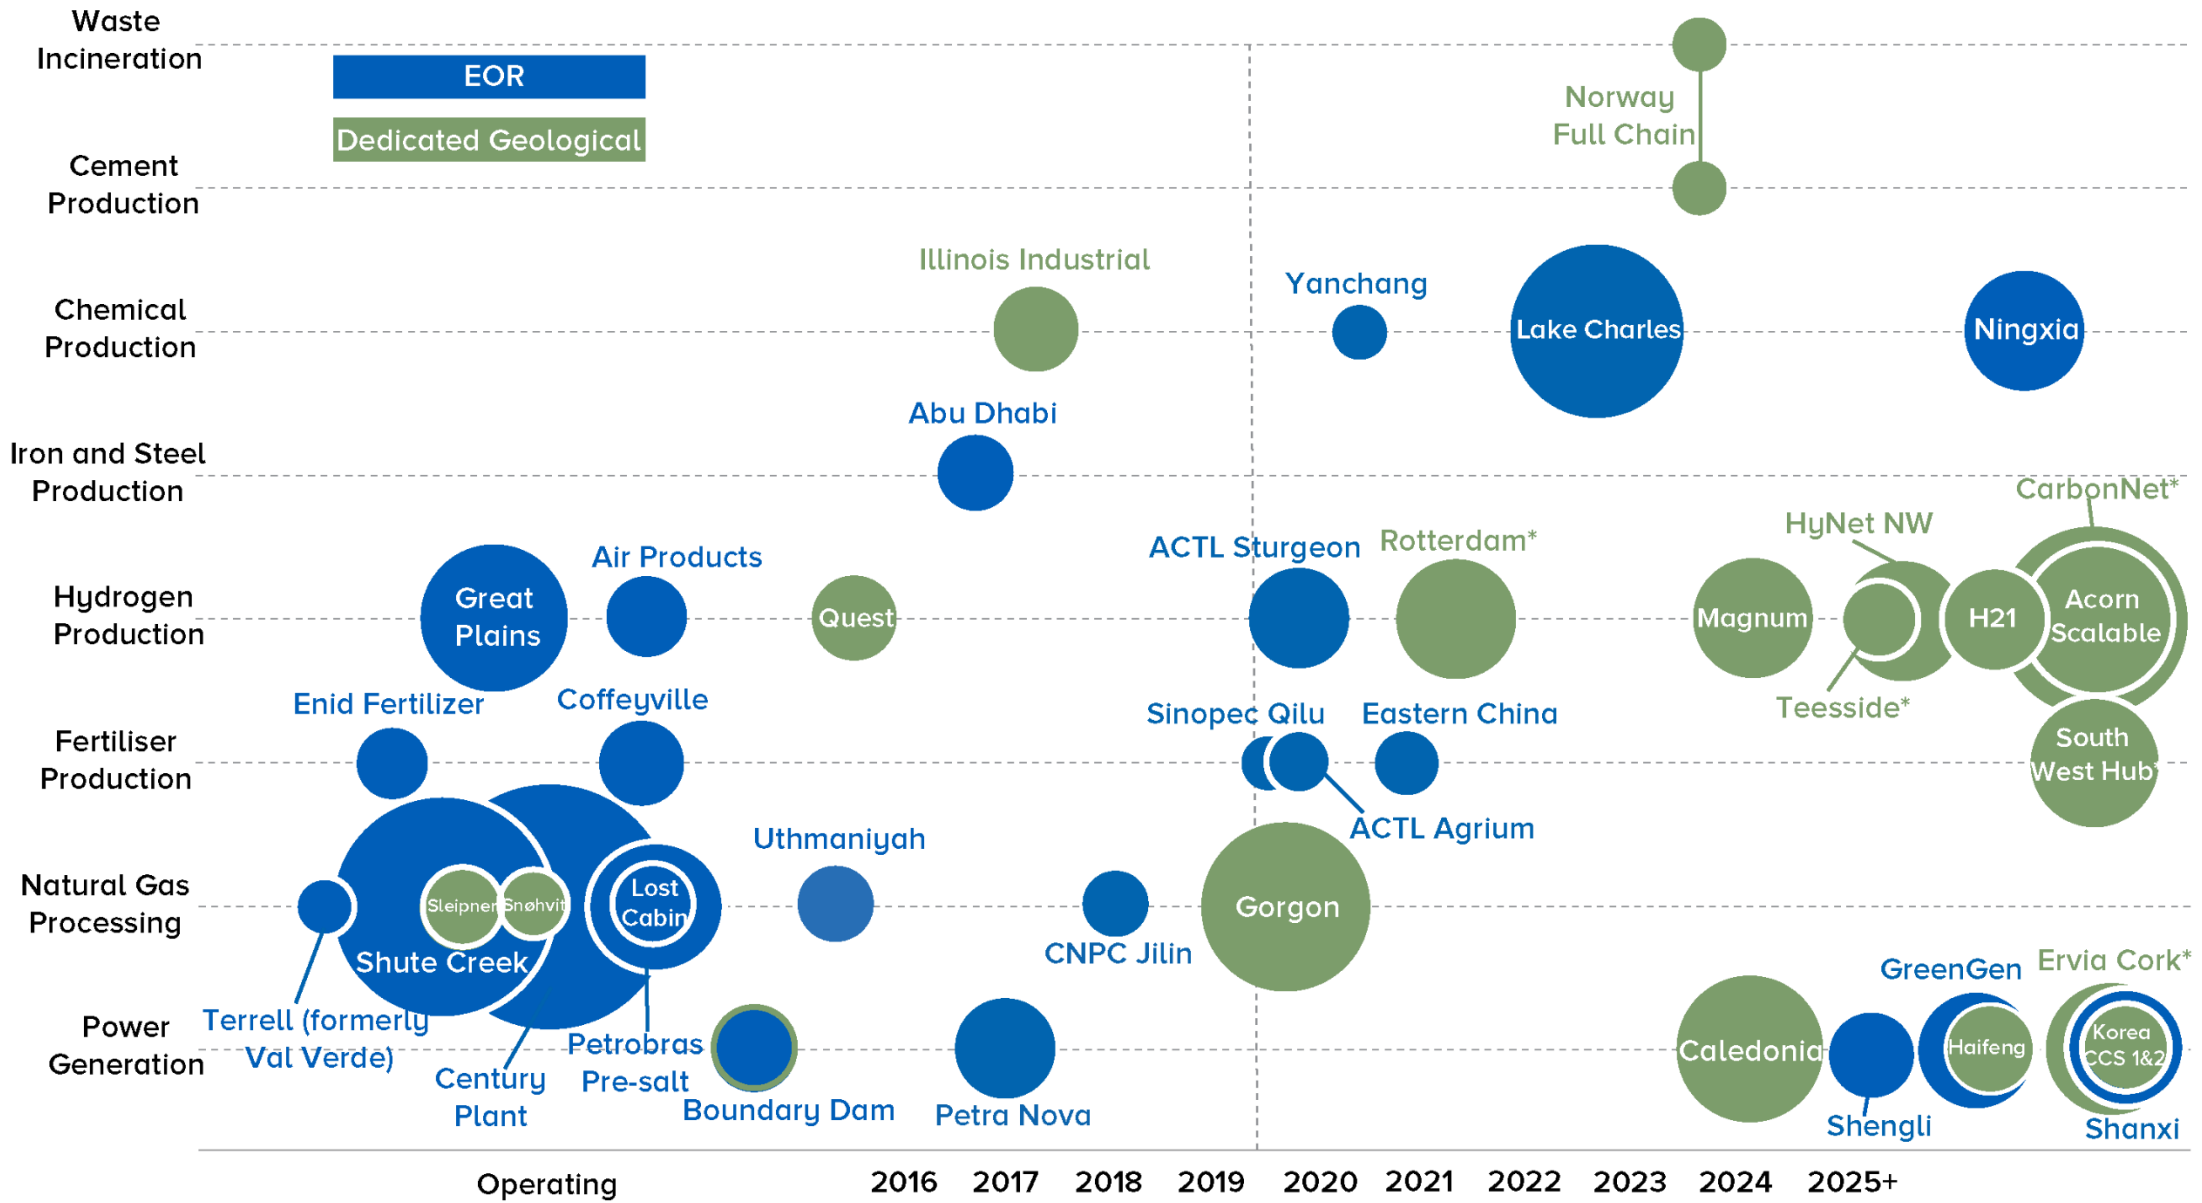 Waste
Incineration
EOR
Dedicated Geological
Norway
Full Chain
Cement
Production
Illinois Industrial
Yanchang
Chemical
Production
Lake Charles
Ningxia
Abu Dhabi
Iron and Steel
Production
CarbonNet*
HyNet NW
ACTL Sturgeon
Rotterdam*
Air Products
Hydrogen
Production
Great
Plains
Quest
Magnum
H21
Acorn
Scalable
Teesside*
Enid Fertilizer
Coffeyville
Sinopec Qilu
Eastern China
Fertiliser
Production
South
West Hub*
ACTL Agrium
Uthmaniyah
Natural Gas
Processing
Sleipner
Snøhvit
Lost
Cabin
Gorgon
Shute Creek
CNPC Jilin
GreenGen
Ervia Cork*
Terrell (formerly
Val Verde)
Power
Generation
Century
Plant
Petrobras
Pre-salt
Boundary Dam
Petra Nova
Caledonia
Haifeng
Korea
CCS 1&2
Shengli
Shanxi
Operating
2016
2017
2018
2019
2020
2021
2022
2023
2024
2025+